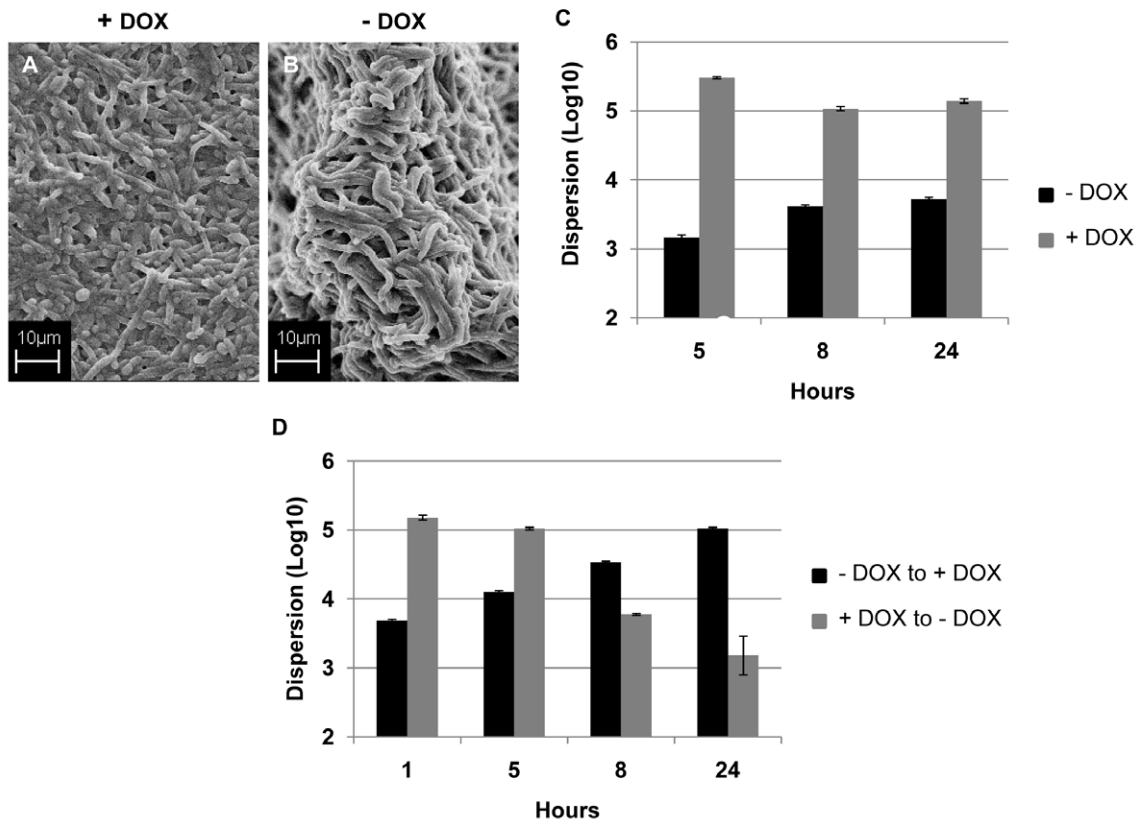 + DOX
- DOX
A
10µm
B
10µm
C
Dispersion (Log10)
6
5
4
3
2
5 8 24
Hours
- DOX
+ DOX
D
Dispersion (Log10)
6
5
4
3
2
1 5 8 24
Hours
- DOX to + DOX
+ DOX to - DOX